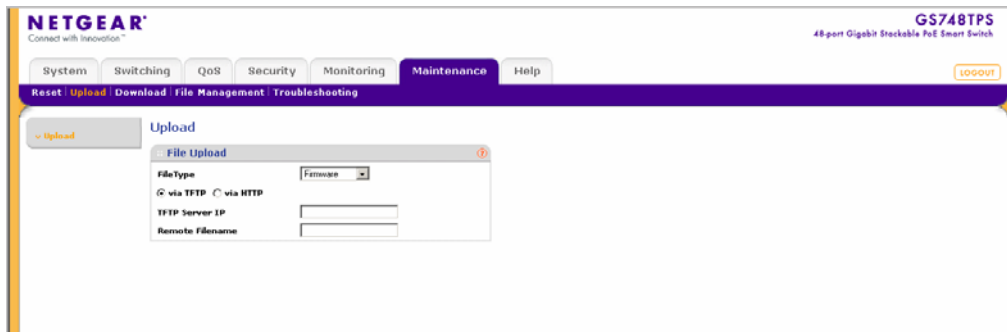 NETGEAR®
Connect with Innovation™
GS748TPS
48-port Gigabit Stackable PoE Smart Switch
System Switching QoS Security Monitoring Maintenance Help
LOGOUT
Reset Upload Download File Management Troubleshooting
Upload
Upload
File Upload ?
FileType Firmware
via TFTP via HTTP
TFTP Server IP
Remote Filename